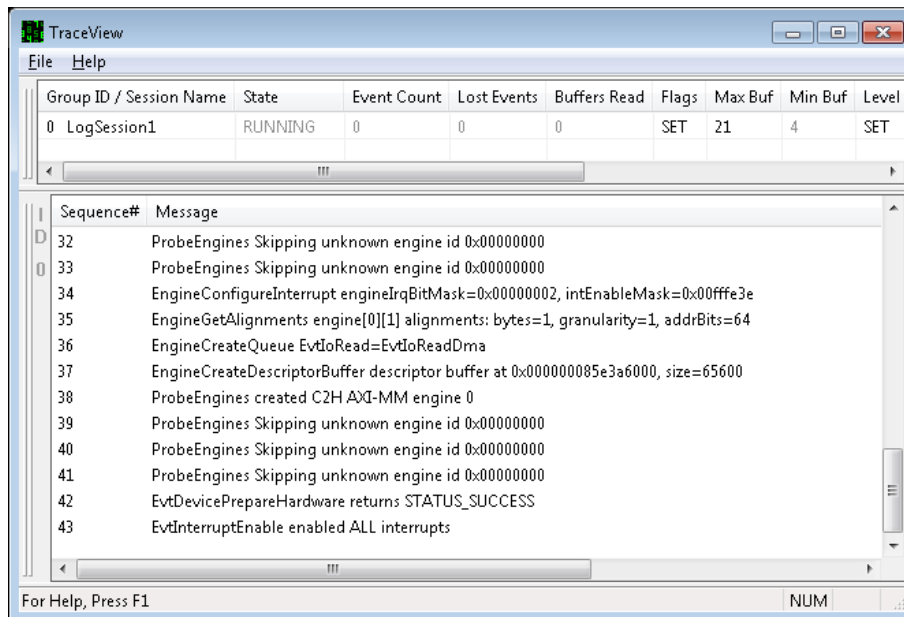 TraceView
File Help
Group ID / Session Name State Event Count Lost Events Buffers Read Flags Max Buf Min Buf Level
0 LogSession1 RUNNING 0 0 0 SET 21 4 SET
ID0
Sequence# Message
32 ProbeEngines Skipping unknown engine id 0x00000000
33 ProbeEngines Skipping unknown engine id 0x00000000
34 EngineConfigureInterrupt engineIrqBitMask=0x00000002, intEnableMask=0x00fffe3e
35 EngineGetAlignments engine[0][1] alignments: bytes=1, granularity=1, addrBits=64
36 EngineCreateQueue EvtIoRead=EvtIoReadDma
37 EngineCreateDescriptorBuffer descriptor buffer at 0x000000085e3a6000, size=65600
38 ProbeEngines created C2H AXI-MM engine 0
39 ProbeEngines Skipping unknown engine id 0x00000000
40 ProbeEngines Skipping unknown engine id 0x00000000
41 ProbeEngines Skipping unknown engine id 0x00000000
42 EvtDevicePrepareHardware returns STATUS_SUCCESS
43 EvtInterruptEnable enabled ALL interrupts
For Help, Press F1 NUM